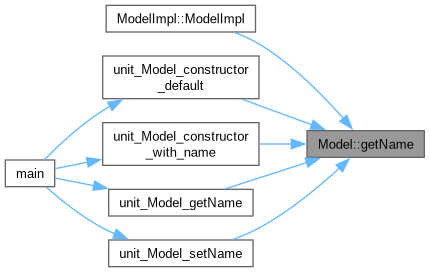 ModelImpl::ModelImpl
unit_Model_constructor
_default
unit_Model_constructor
_with_name
Model::getName
main
unit_Model_getName
unit_Model_setName